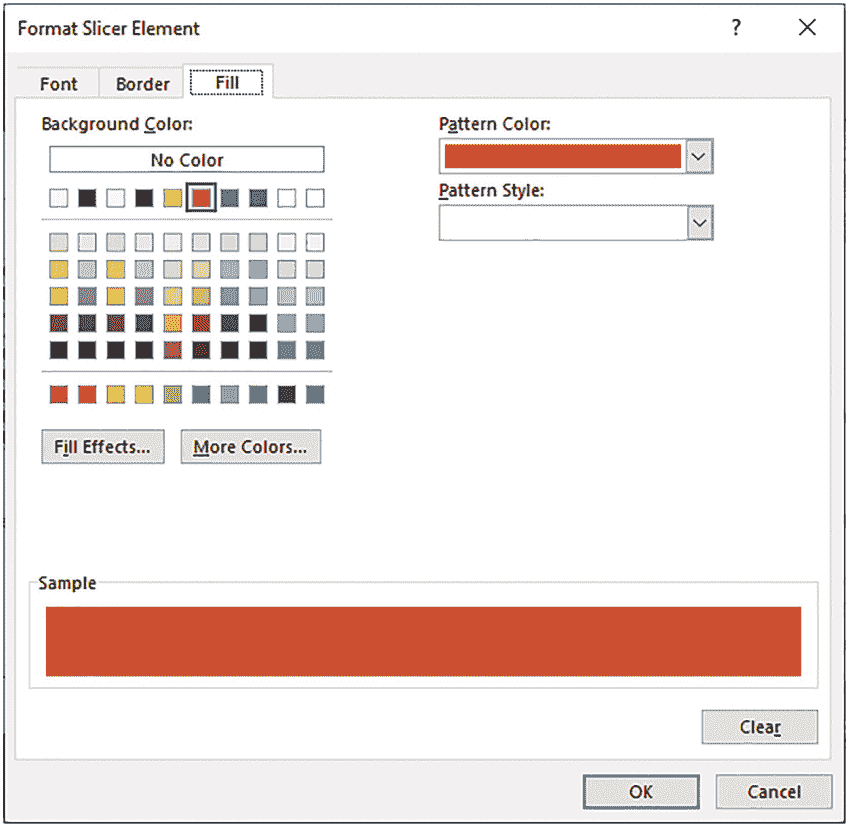 Format Slicer Element ?
Font Border Fill
Background Color:
No Color
Pattern Color:
Pattern Style:
Fill Effects... More Colors...
Sample
Clear
OK Cancel